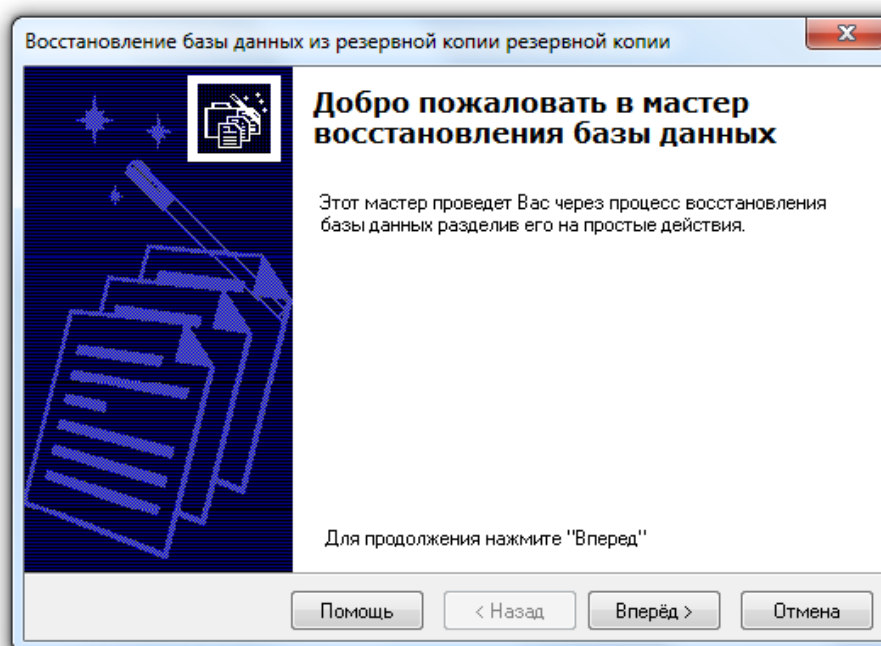 Восстановление базы данных из резервной копии резервной копии
Добро пожаловать в мастер
восстановления базы данных
Этот мастер проведет Вас через процесс восстановления
базы данных разделив его на простые действия.
Для продолжения нажмите "Вперед"
Помощь < Назад Вперёд > Отмена